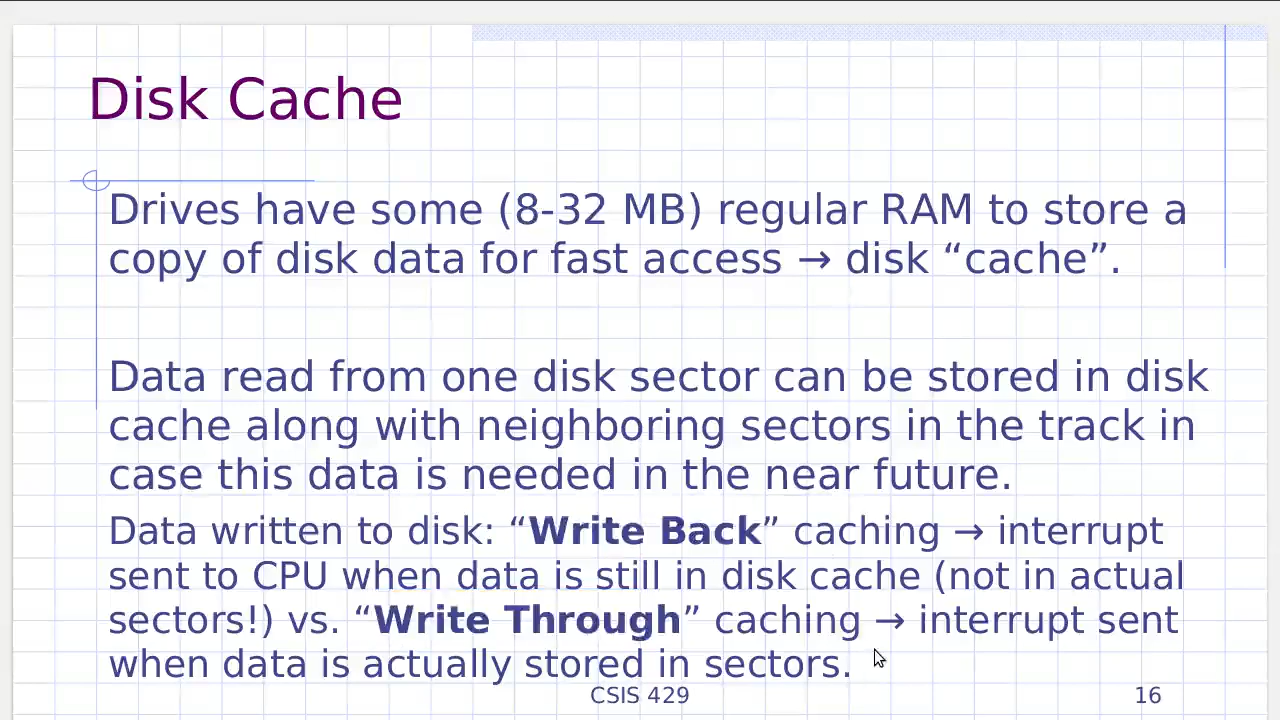 Disk Cache
Drives have some (8-32 MB) regular RAM to store a
copy of disk data for fast access → disk “cache”.
Data read from one disk sector can be stored in disk
cache along with neighboring sectors in the track in
case this data is needed in the near future.
Data written to disk: “Write Back” caching → interrupt
sent to CPU when data is still in disk cache (not in actual
sectors!) vs. “Write Through” caching → interrupt sent
when data is actually stored in sectors.
CSIS 429
16